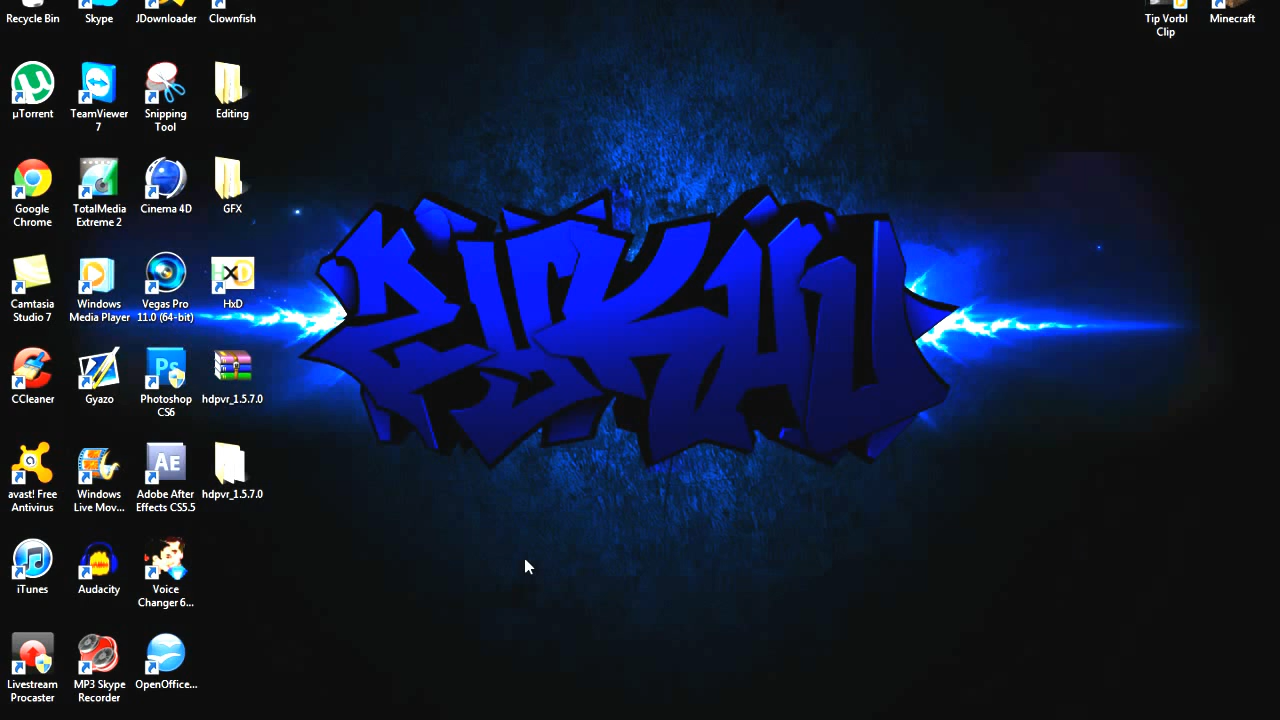 Recycle Bin
Skype
JDownloader
Clownfish
Tip Vorbl
Clip
Minecraft
µTorrent
TeamViewer
7
Snipping
Tool
Editing
Google
Chrome
TotalMedia
Extreme 2
Cinema 4D
GFX
Camtasia
Studio 7
Windows
Media Player
Vegas Pro
11.0 (64-bit)
HxD
HxD
CCleaner
Gyazo
Ps
Photoshop
CS6
hdpvr_1.5.7.0
avast! Free
Antivirus
Windows
Live Mov...
AE
Adobe After
Effects CS5.5
hdpvr_1.5.7.0
iTunes
Audacity
Voice
Changer 6...
Livestream
Procaster
MP3 Skype
Recorder
OpenOffice...